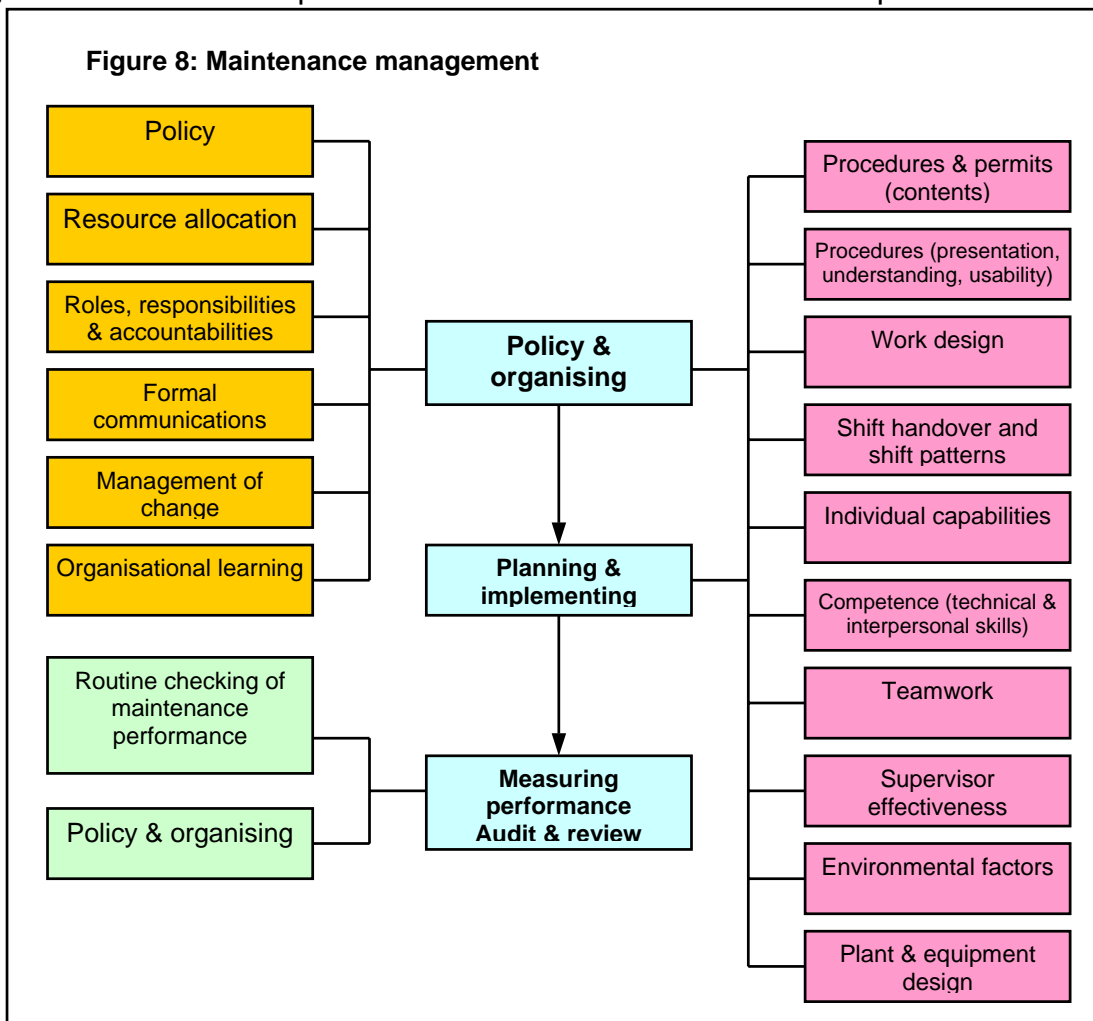 Figure 8: Maintenance management
Policy
Resource allocation
Roles, responsibilities
& accountabilities
Formal
communications
Management of
change
Organisational learning
Routine checking of
maintenance
performance
Policy & organising
Policy &
organising
Planning &
implementing
Measuring
performance
Audit & review
Procedures & permits
(contents)
Procedures (presentation,
understanding, usability)
Work design
Shift handover and
shift patterns
Individual capabilities
Competence (technical &
interpersonal skills)
Teamwork
Supervisor
effectiveness
Environmental factors
Plant & equipment
design